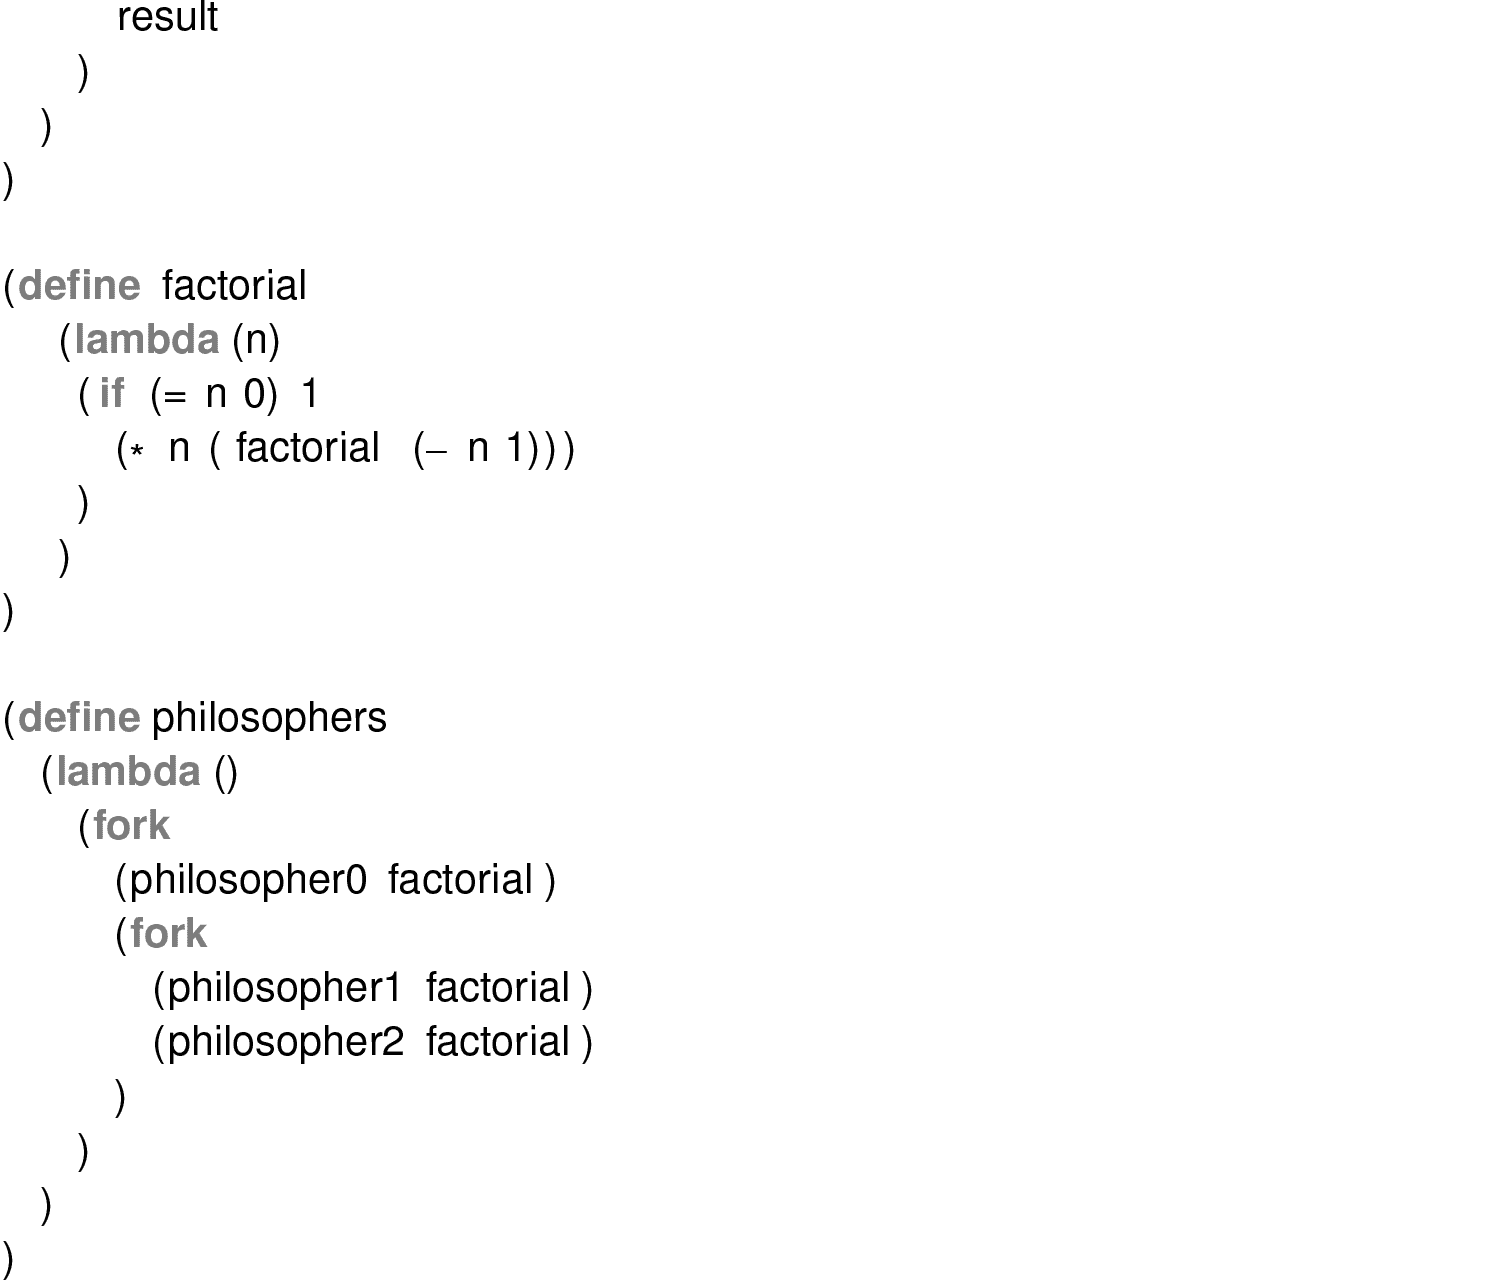 result
)
)
)
(define factorial
(lambda (n)
( if (= n 0) 1
(* n ( factorial (– n 1)))
)
)
)
(define philosophers
(lambda ()
(fork
(philosopher0 factorial )
(fork
(philosopher1 factorial )
(philosopher2 factorial )
)
)
)
)